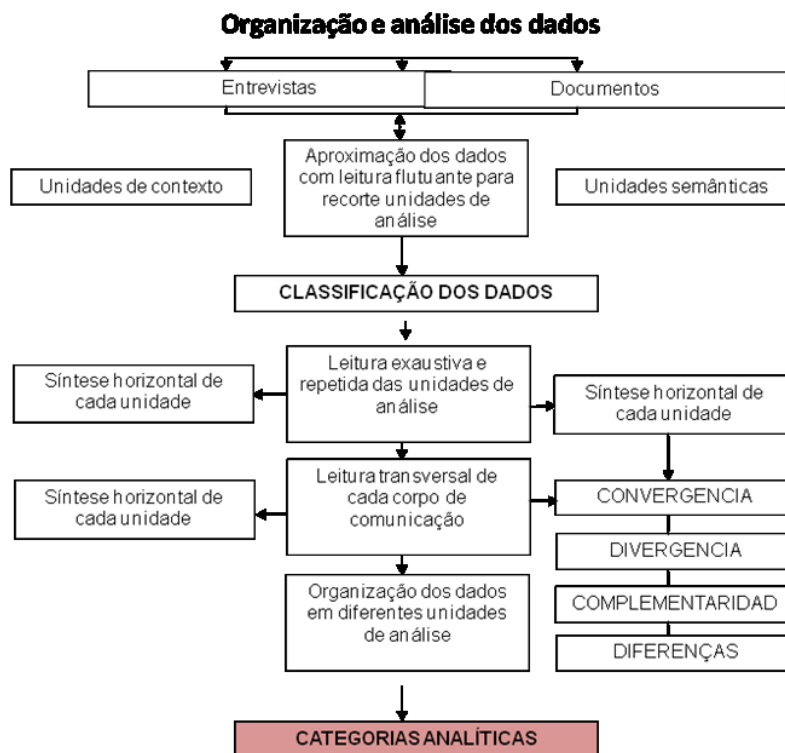 Organização e análise dos dados
Entrevistas
Documentos
Aproximação dos dados
com leitura flutuante para
recorte unidades de
análise
Unidades de contexto
Unidades semânticas
CLASSIFICAÇÃO DOS DADOS
Leitura exaustiva e
repetida das unidades de
análise
Síntese horizontal de
cada unidade
Síntese horizontal de
cada unidade
Leitura transversal de
cada corpo de
comunicação
Síntese horizontal de
cada unidade
CONVERGENCIA
DIVERGENCIA
COMPLEMENTARIDAD
DIFERENÇAS
Organização dos dados
em diferentes unidades
de análise
CATEGORIAS ANALÍTICAS